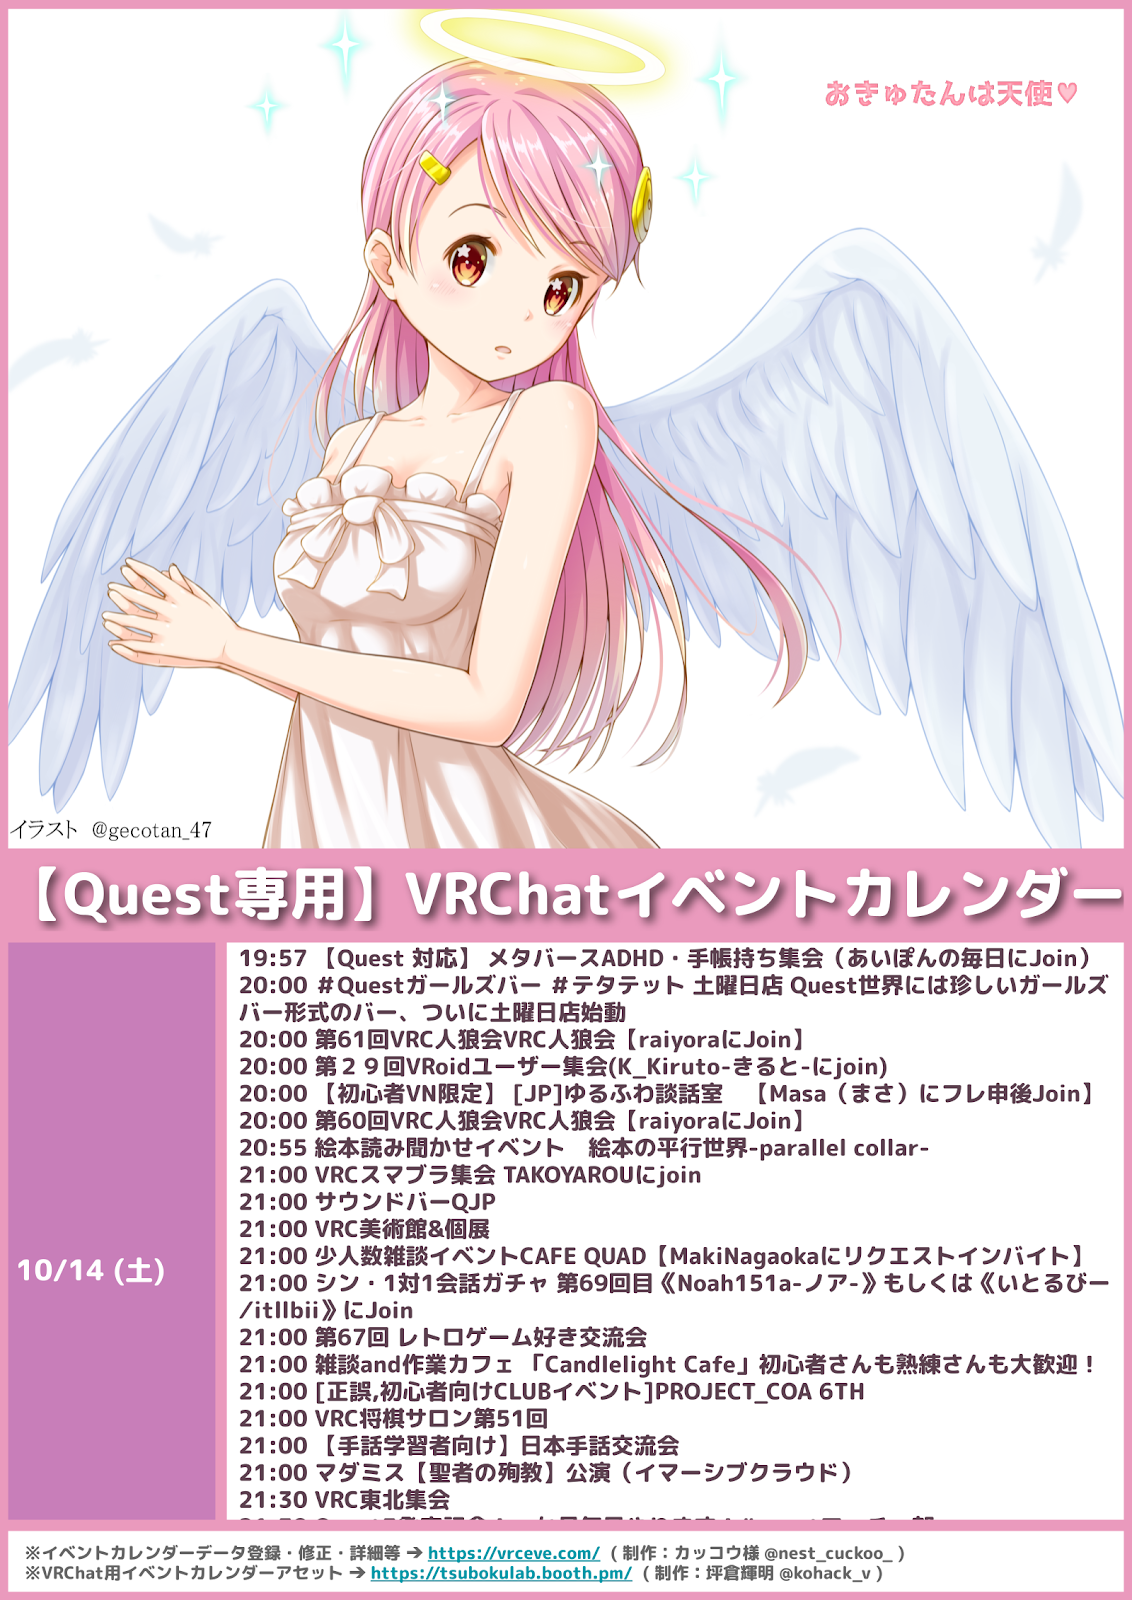 おきゅたんは天使♥
イラスト @gecotan_47
【Quest専用】VRChatイベントカレンダー
10/14 (土)
19:57 【Quest 対応】 メタバースADHD・手帳持ち集会（あいぽんの毎日にJoin）
20:00 ＃Questガールズバー ＃テタテット 土曜日店 Quest世界には珍しいガールズ
バー形式のバー、ついに土曜日店始動
20:00 第61回VRC人狼会VRC人狼会【raiyoraにJoin】
20:00 第２９回VRoidユーザー集会(K_Kiruto-きると-にjoin)
20:00 【初心者VN限定】 [JP]ゆるふわ談話室　【Masa（まさ）にフレ申後Join】
20:00 第60回VRC人狼会VRC人狼会【raiyoraにJoin】
20:55 絵本読み聞かせイベント　絵本の平行世界-parallel collar-
21:00 VRCスマブラ集会 TAKOYAROUにjoin
21:00 サウンドバーQJP
21:00 VRC美術館&個展
21:00 少人数雑談イベントCAFE QUAD【MakiNagaokaにリクエストインバイト】
21:00 シン・1対1会話ガチャ 第69回目《Noah151a-ノア-》もしくは《いとるびー
/itllbii》にJoin
21:00 第67回 レトロゲーム好き交流会
21:00 雑談and作業カフェ 「Candlelight Cafe」初心者さんも熟練さんも大歓迎！
21:00 [正誤,初心者向けCLUBイベント]PROJECT_COA 6TH
21:00 VRC将棋サロン第51回
21:00 【手話学習者向け】日本手話交流会
21:00 マダミス【聖者の殉教】公演（イマーシブクラウド）
21:30 VRC東北集会
※イベントカレンダーデータ登録・修正・詳細等 ➔ https://vrceve.com/ （ 制作：カッコウ様 @nest_cuckoo_ ）
※VRChat用イベントカレンダーアセット ➔ https://tsubokulab.booth.pm/ （ 制作：坪倉輝明 @kohack_v ）